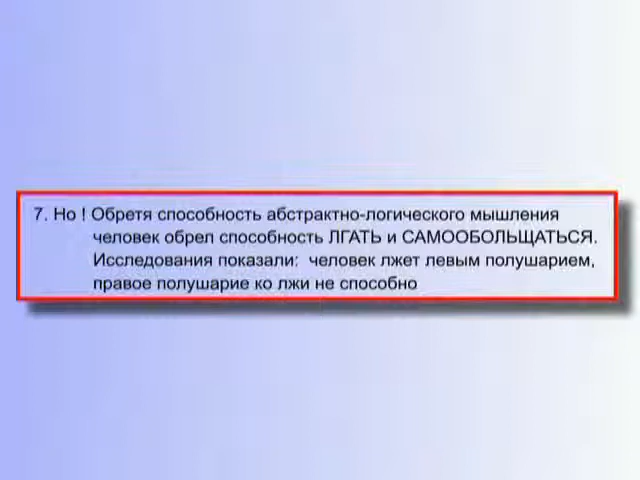 7. Но ! Обретя способность абстрактно-логического мышления
человек обрел способность ЛГАТЬ и САМООБОЛЬЩАТЬСЯ.
Исследования показали: человек лжет левым полушарием,
правое полушарие ко лжи не способно